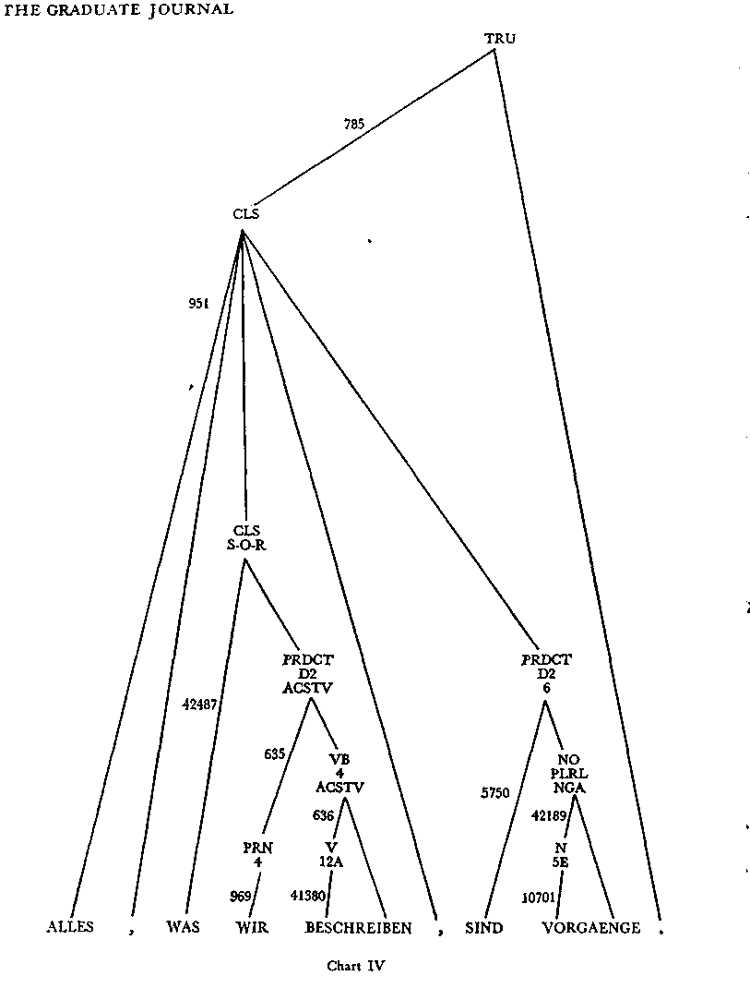 THE GRADUATE JOURNAL
TRU
785
CLS
951
CLS
S-O-R
PRDCT
D2
ACSTV
PRDCT
D2
6
42487
635
VB
4
ACSTV
NO
PLRL
NGA
5750
636
42189
PRN
4
V
12A
N
5E
969
41380
10701
ALLES , WAS WIR BESCHREIBEN , SIND VORGAENGE .
Chart IV